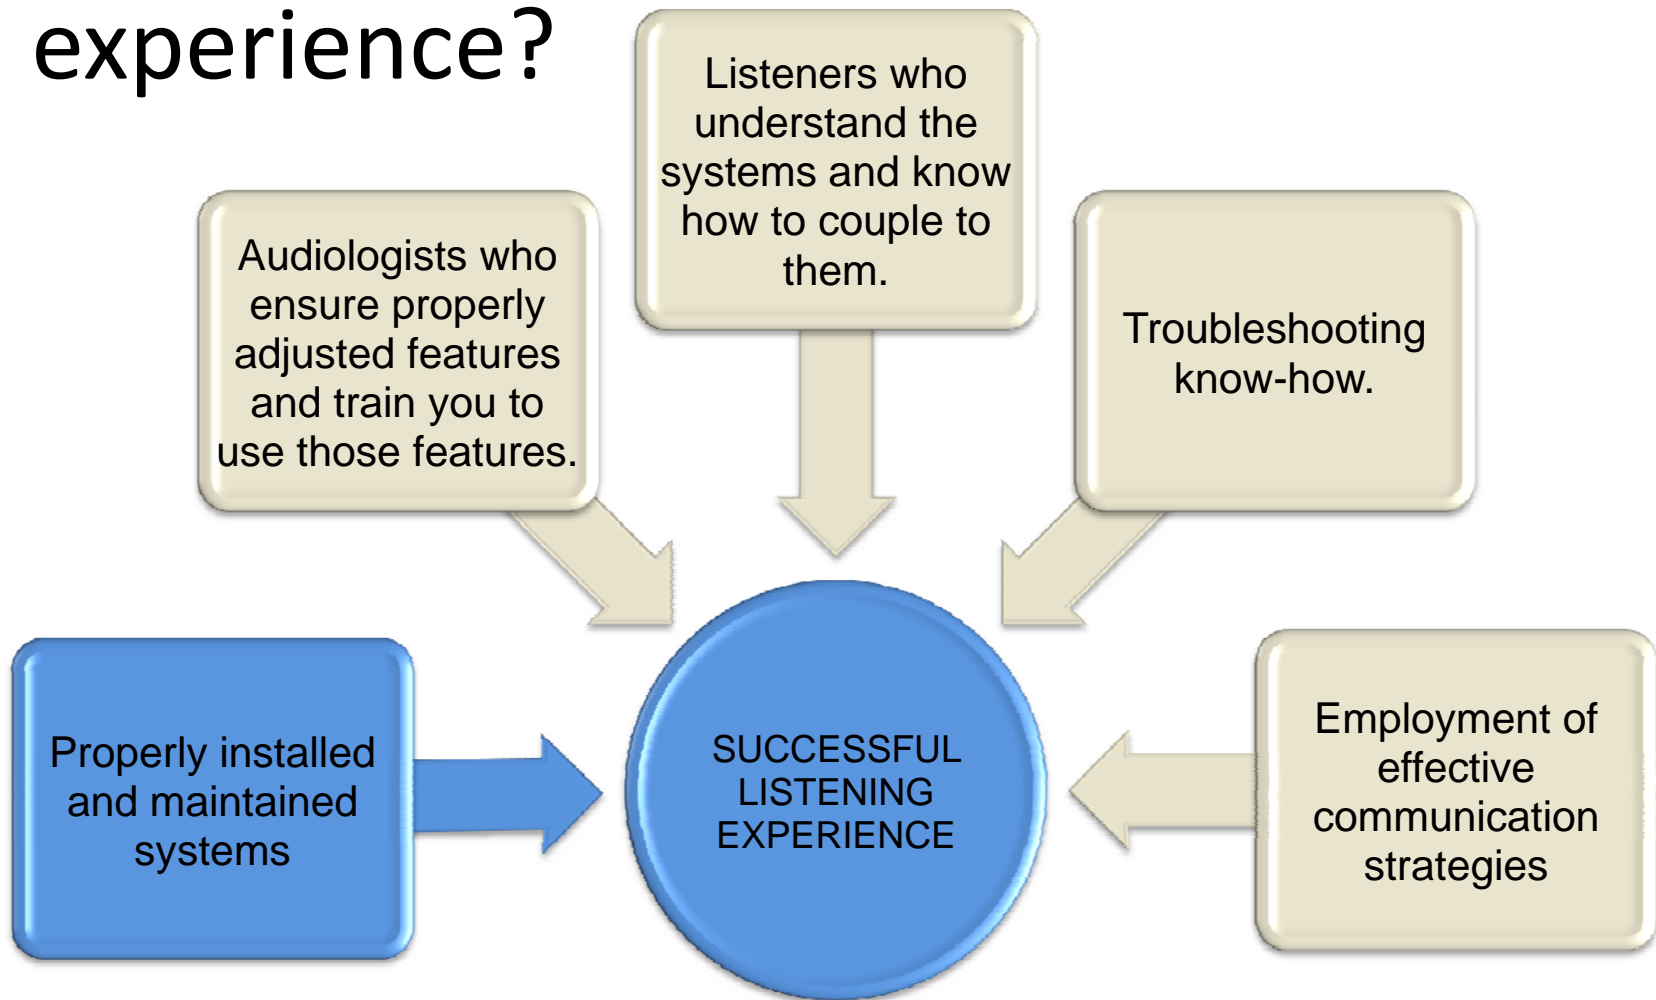 experience?
Listeners who
understand the
systems and know
how to couple to
them.
Audiologists who
ensure properly
adjusted features
and train you to
use those features.
Troubleshooting
know-how.
Properly installed
and maintained
systems
SUCCESSFUL
LISTENING
EXPERIENCE
Employment of
effective
communication
strategies